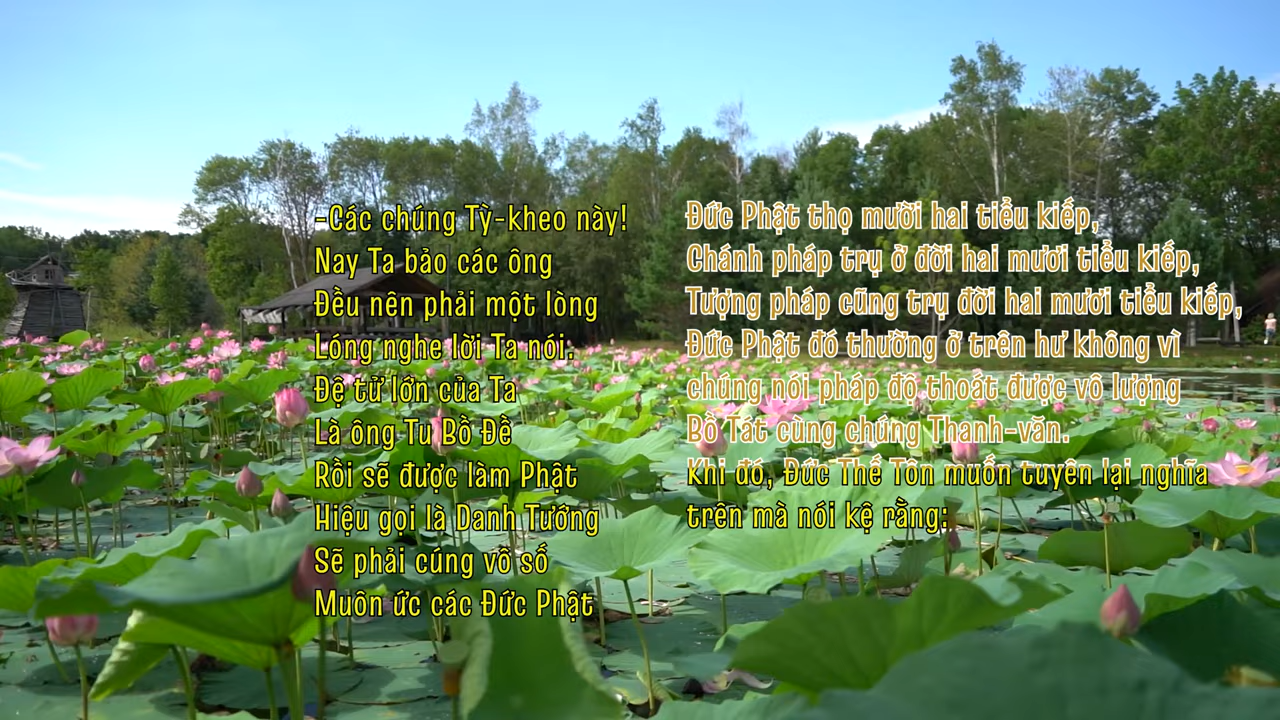 -Các chúng Tỳ-kheo này!
Nay Ta bảo các ông
Đều nên phải một lòng
Lóng nghe lời Ta nói.
Đệ tử lớn của Ta
Là ông Tu Bồ Đề
Rồi sẽ được làm Phật
Hiệu gọi là Danh Tướng
Sẽ phải cúng vô số
Muôn ức các Đức Phật
Đức Phật thọ mười hai tiểu kiếp,
Chánh pháp trụ ở đời hai mươi tiểu kiếp,
Tượng pháp cũng trụ đời hai mươi tiểu kiếp,
Đức Phật đó thường ở trên hư không vì
chúng nói pháp độ thoát được vô lượng
Bồ Tát cùng chúng Thanh-văn.
Khi đó, Đức Thế Tôn muốn tuyên lại nghĩa
trên mà nói kệ rằng: